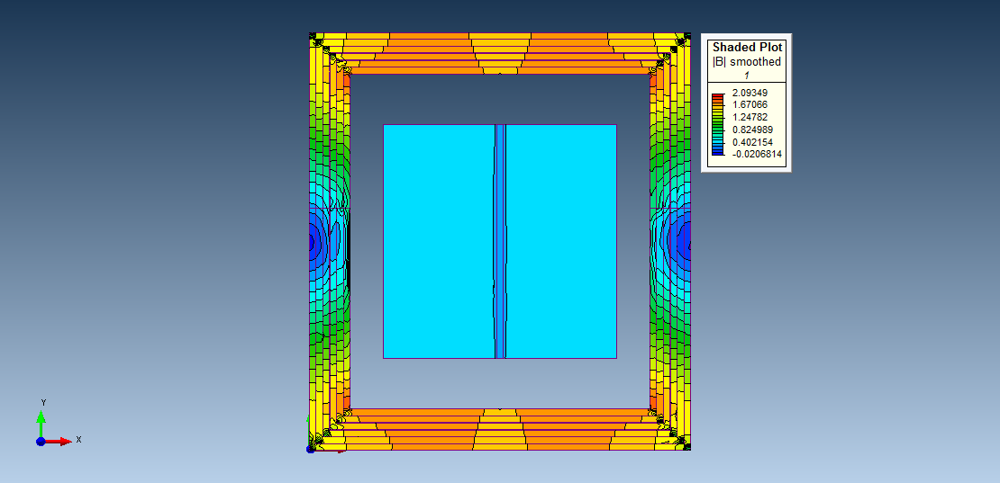 Shaded Plot
|B| smoothed
1
2.09349
1.67066
1.24782
0.824989
0.402154
-0.0206814
Y
X